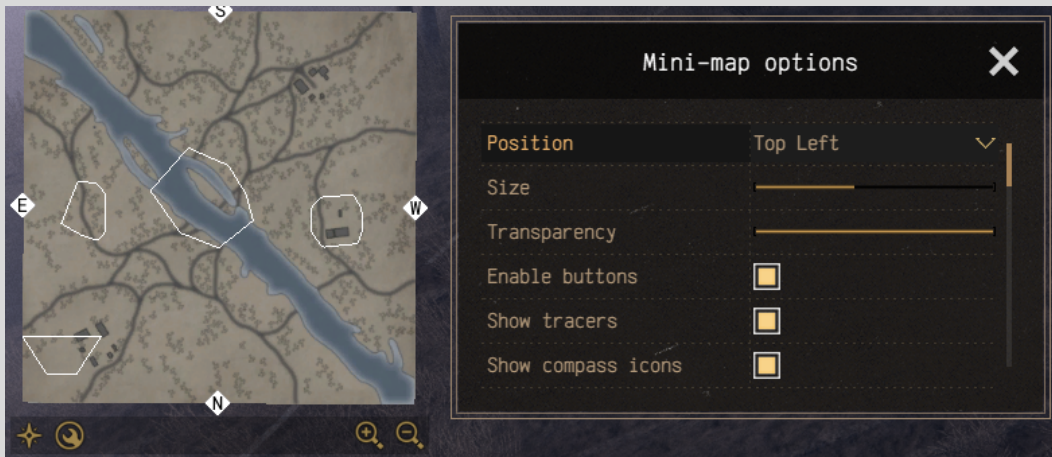 S
E
W
N
Mini-map options
Position Top Left
Size
Transparency
Enable buttons
Show tracers
Show compass icons